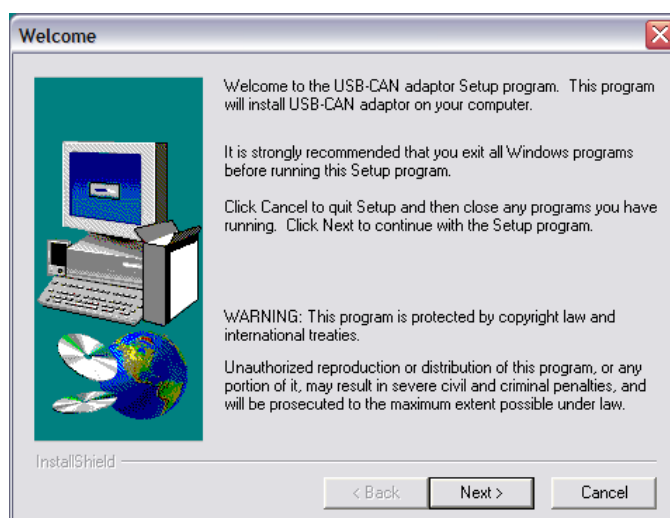 Welcome
Welcome to the USB-CAN adaptor Setup program. This program
will install USB-CAN adaptor on your computer.
It is strongly recommended that you exit all Windows programs
before running this Setup program.
Click Cancel to quit Setup and then close any programs you have
running. Click Next to continue with the Setup program.
WARNING: This program is protected by copyright law and
international treaties.
Unauthorized reproduction or distribution of this program, or any
portion of it, may result in severe civil and criminal penalties, and
will be prosecuted to the maximum extent possible under law.
InstallShield
< Back
Next >
Cancel